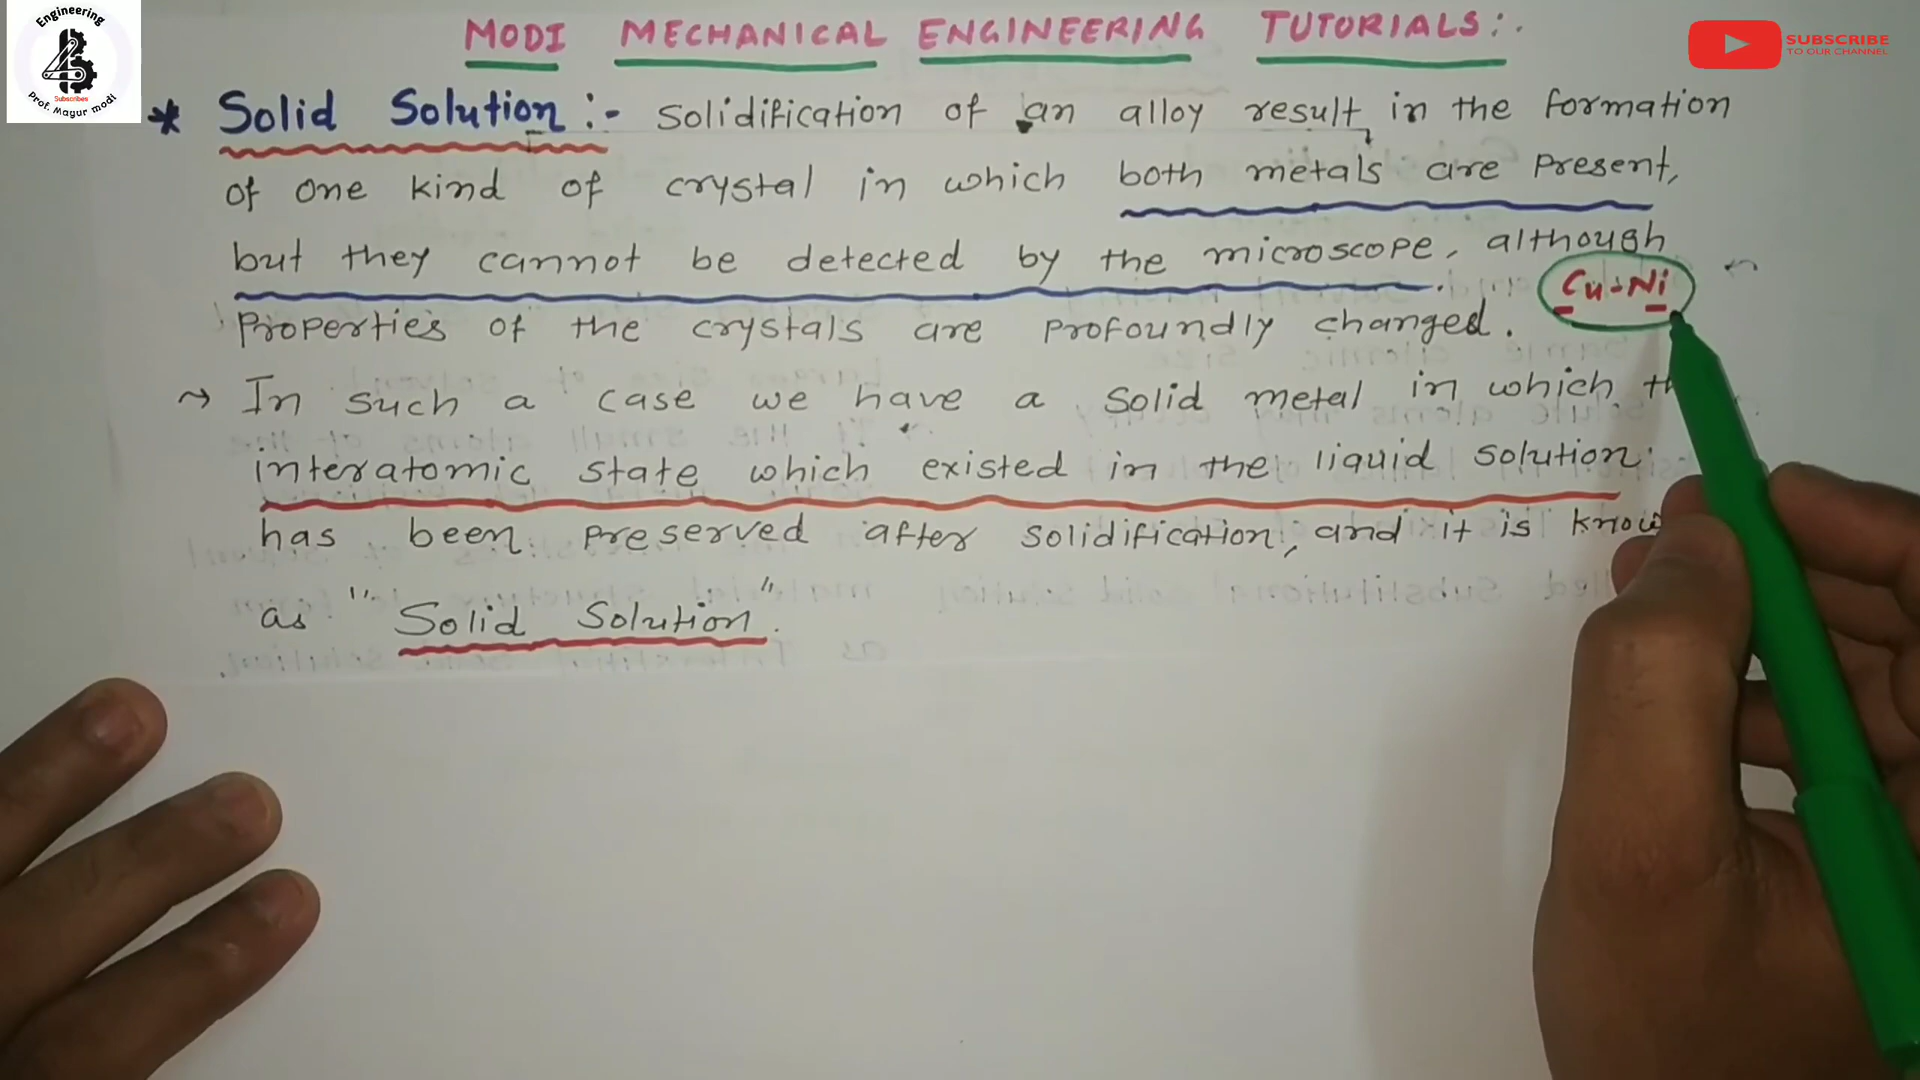 Engineering
Subscribes
Prof. Mayur modi
MODI MECHANICAL ENGINEERING TUTORIALS:.
SUBSCRIBE
TO OUR CHANNEL
* Solid Solution :- Solidification of an alloy result in the formation
of one kind of crystal in which both metals are present,
but they cannot be detected by the microscope, although
Cu-Ni
Properties of the crystals are profoundly changed.
→ In such a case we have a solid metal in which
interatomic state which existed in the liquid solution
has been preserved after solidification, and it is
as "Solid Solution".